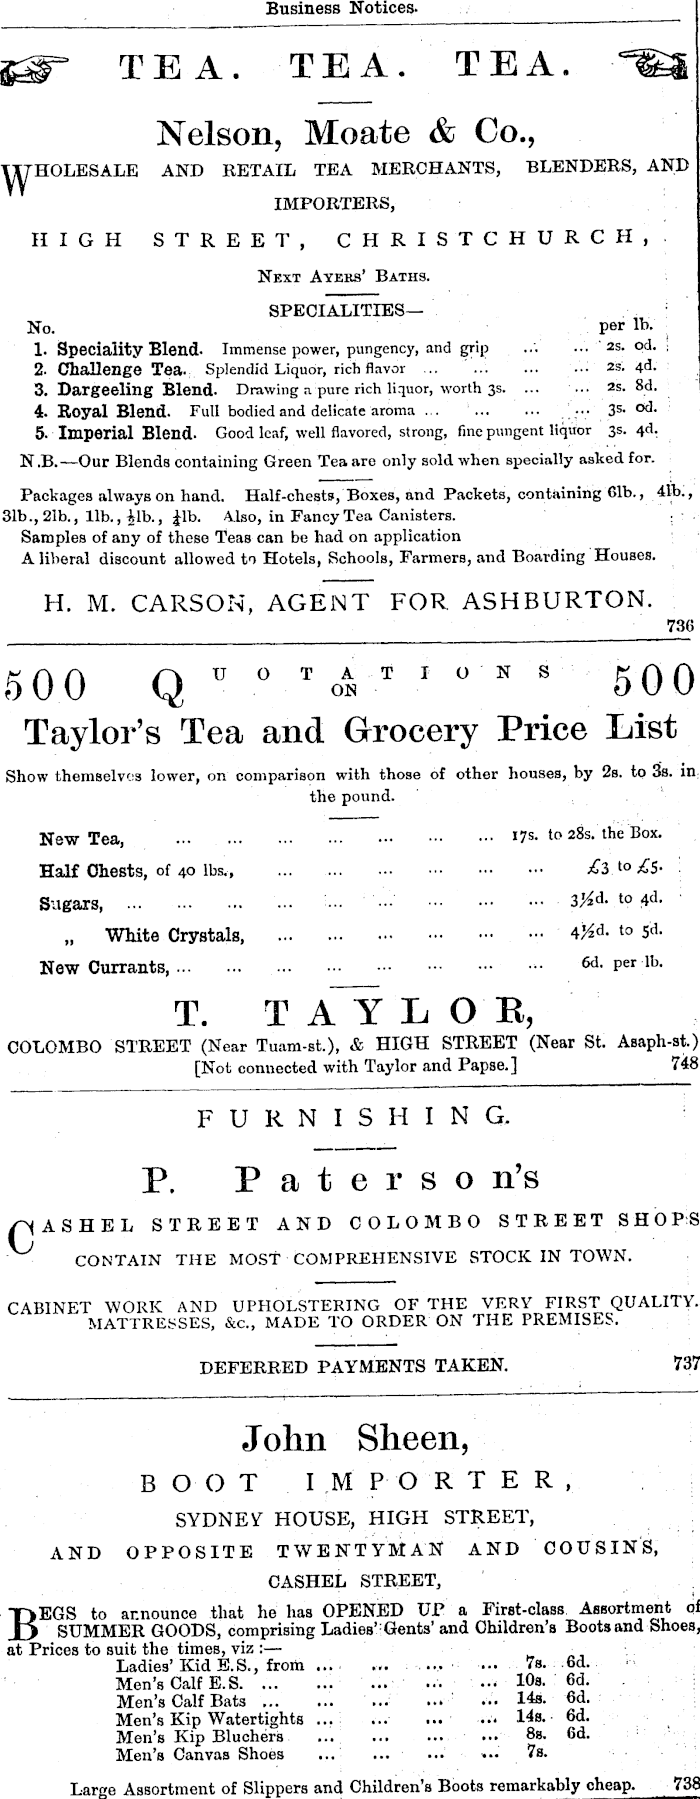 Business Notices.
TEA. TEA. TEA.
Nelson, Moate & Co.,
WHOLESALE AND RETAIL TEA MERCHANTS, BLENDERS, AND
IMPORTERS,
HIGH STREET, CHRISTCHURCH,
NEXT AYERS' BATHS.
SPECIALITIES—
No. per lb.
1. Speciality Blend. Immense power, pungency, and grip ... ... 2s. 0d.
2. Challenge Tea. Splendid Liquor, rich flavor ... ... ... ... 2s. 4d.
3. Dargeeling Blend. Drawing a pure rich liquor, worth 3s. ... ... 2s. 8d.
4. Royal Blend. Full bodied and delicate aroma ... ... ... ... 3s. 0d.
5. Imperial Blend. Good leaf, well flavored, strong, fine pungent liquor 3s. 4d.
N.B.—Our Blends containing Green Tea are only sold when specially asked for.
Packages always on hand. Half-chests, Boxes, and Packets, containing 6lb., 4lb.,
3lb., 2lb., 1lb., ½lb., ¼lb. Also, in Fancy Tea Canisters.
Samples of any of these Teas can be had on application
A liberal discount allowed to Hotels, Schools, Farmers, and Boarding Houses.
H. M. CARSON, AGENT FOR ASHBURTON.
736
500 QUOTATIONS 500
ON
Taylor's Tea and Grocery Price List
Show themselves lower, on comparison with those of other houses, by 2s. to 3s. in
the pound.
New Tea, ... ... ... ... ... ... ... 17s. to 28s. the Box.
Half Chests, of 40 lbs., ... ... ... ... ... ... £3 to £5.
Sugars, ... ... ... ... ... ... ... ... ... 3½d. to 4d.
„ White Crystals, ... ... ... ... ... ... 4½d. to 5d.
New Currants, ... ... ... ... ... ... ... ... 6d. per lb.
T. TAYLOR,
COLOMBO STREET (Near Tuam-st.), & HIGH STREET (Near St. Asaph-st.)
[Not connected with Taylor and Papse.] 748
FURNISHING.
P. Paterson's
CASHEL STREET AND COLOMBO STREET SHOPS
CONTAIN THE MOST COMPREHENSIVE STOCK IN TOWN.
CABINET WORK AND UPHOLSTERING OF THE VERY FIRST QUALITY.
MATTRESSES, &c., MADE TO ORDER ON THE PREMISES.
DEFERRED PAYMENTS TAKEN. 737
John Sheen,
BOOT IMPORTER,
SYDNEY HOUSE, HIGH STREET,
AND OPPOSITE TWENTYMAN AND COUSINS,
CASHEL STREET,
BEGS to announce that he has OPENED UP a First-class Assortment of
SUMMER GOODS, comprising Ladies' Gents' and Children's Boots and Shoes,
at Prices to suit the times, viz :—
Ladies' Kid E.S., from ... ... ... ... 7s. 6d.
Men's Calf E.S. ... ... ... ... ... 10s. 6d.
Men's Calf Bats ... ... ... ... ... 14s. 6d.
Men's Kip Watertights ... ... ... ... 14s. 6d.
Men's Kip Bluchers ... ... ... ... 8s. 6d.
Men's Canvas Shoes ... ... ... ... 7s.
Large Assortment of Slippers and Children's Boots remarkably cheap. 738